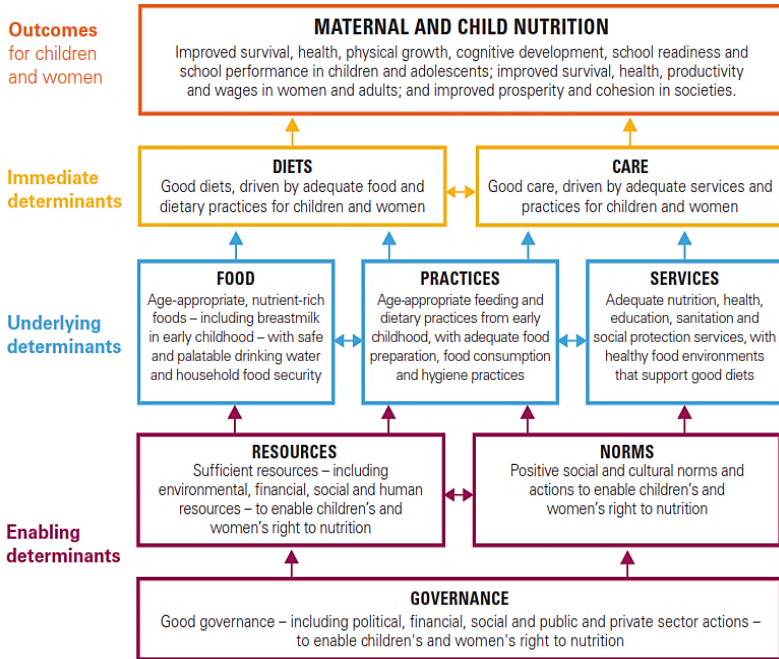 Outcomes
for children
and women
MATERNAL AND CHILD NUTRITION
Improved survival, health, physical growth, cognitive development, school readiness and
school performance in children and adolescents; improved survival, health, productivity
and wages in women and adults; and improved prosperity and cohesion in societies.
Immediate
determinants
DIETS
Good diets, driven by adequate food and
dietary practices for children and women
CARE
Good care, driven by adequate services and
practices for children and women
Underlying
determinants
FOOD
Age-appropriate, nutrient-rich
foods – including breastmilk
in early childhood – with safe
and palatable drinking water
and household food security
PRACTICES
Age-appropriate feeding and
dietary practices from early
childhood, with adequate food
preparation, food consumption
and hygiene practices
SERVICES
Adequate nutrition, health,
education, sanitation and
social protection services, with
healthy food environments
that support good diets
Enabling
determinants
RESOURCES
Sufficient resources – including
environmental, financial, social and human
resources – to enable children's and
women's right to nutrition
NORMS
Positive social and cultural norms and
actions to enable children's and
women's right to nutrition
GOVERNANCE
Good governance – including political, financial, social and public and private sector actions –
to enable children's and women's right to nutrition